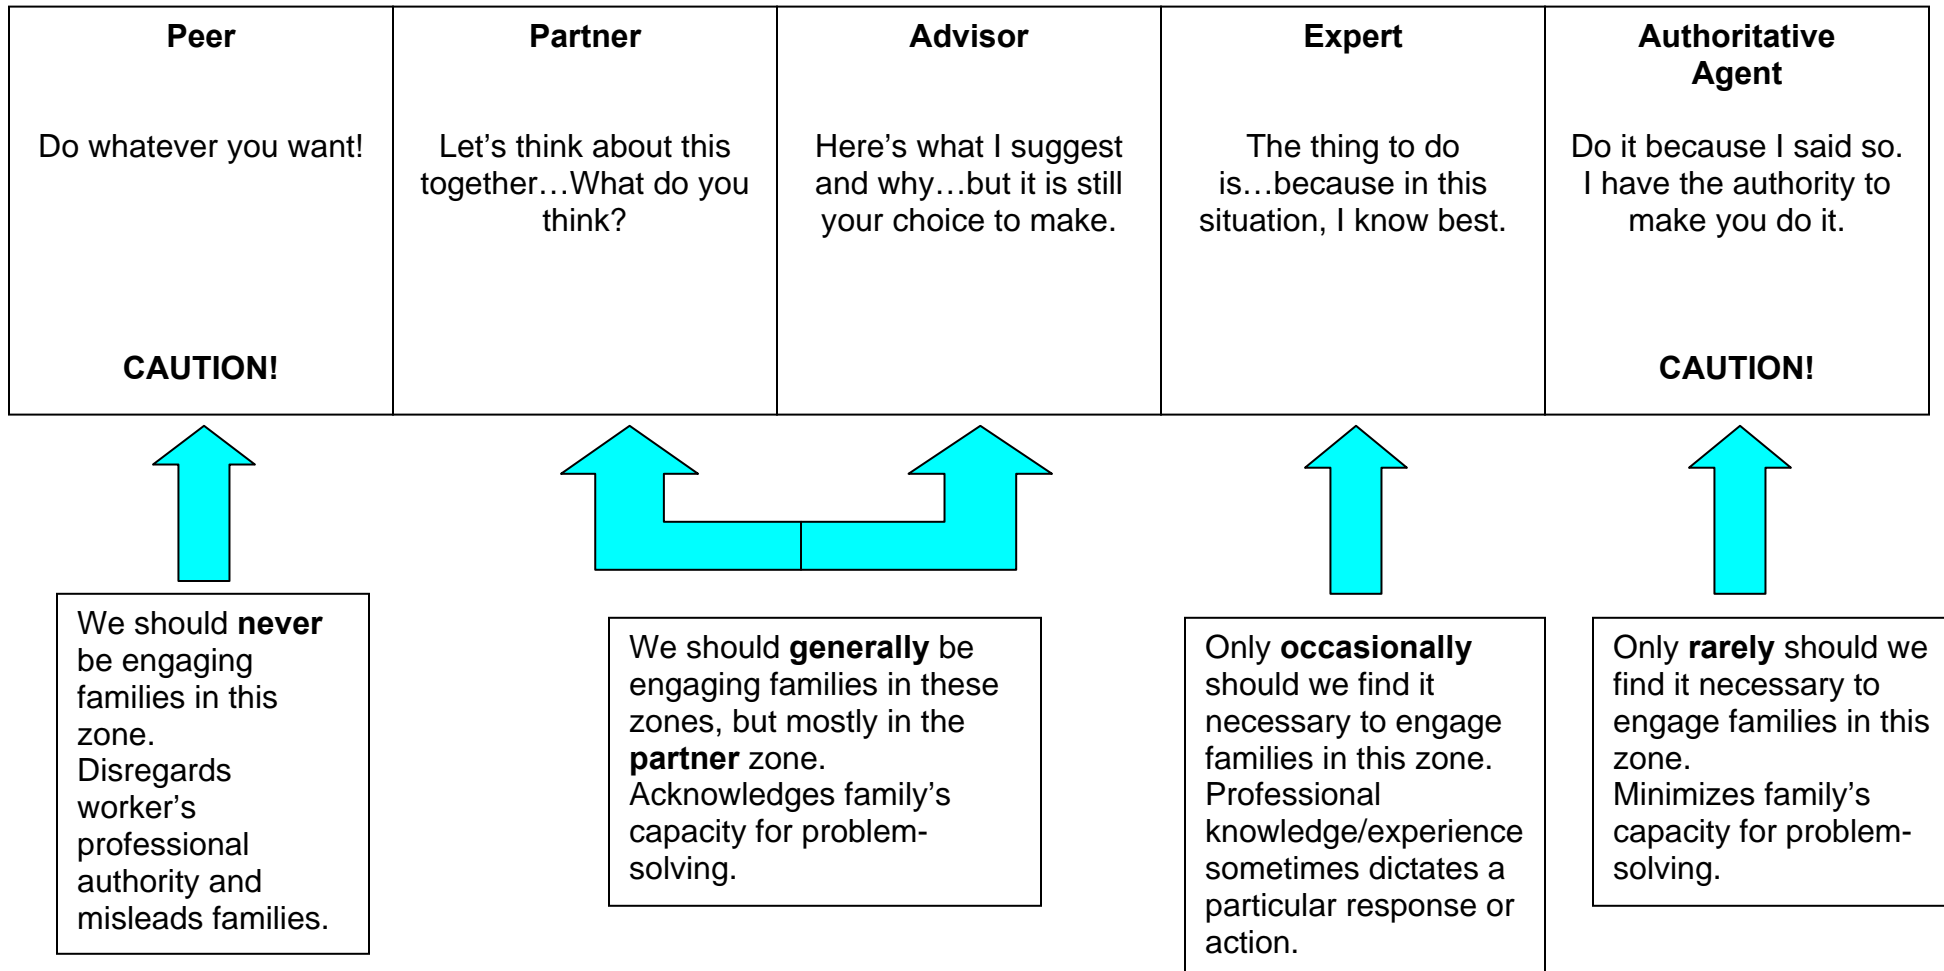 Peer
Do whatever you want!
CAUTION!
Partner
Let’s think about this
together…What do you
think?
Advisor
Here’s what I suggest
and why…but it is still
your choice to make.
Expert
The thing to do
is…because in this
situation, I know best.
Authoritative
Agent
Do it because I said so.
I have the authority to
make you do it.
CAUTION!
We should never
be engaging
families in this
zone.
Disregards
worker’s
professional
authority and
misleads families.
We should generally be
engaging families in these
zones, but mostly in the
partner zone.
Acknowledges family’s
capacity for problem-
solving.
Only occasionally
should we find it
necessary to engage
families in this zone.
Professional
knowledge/experience
sometimes dictates a
particular response or
action.
Only rarely should we
find it necessary to
engage families in this
zone.
Minimizes family’s
capacity for problem-
solving.